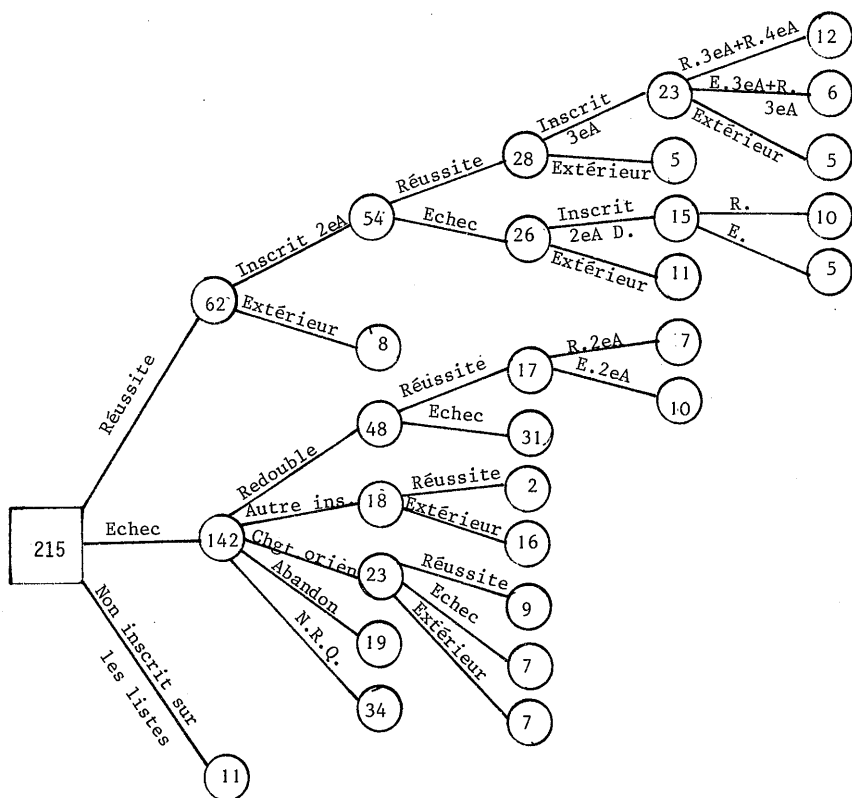 R.3eA+R.4eA
12
E.3eA+R.
3eA
6
23
Inscrit
3eA
Extérieur
5
Réussite
28
Extérieur
5
54
Inscrit 2eA
Echec
26
Inscrit
2eA D.
15
R.
10
E.
5
Extérieur
11
62
Extérieur
8
Réussite
R.2eA
7
Réussite
17
E.2eA
10
48
Echec
31
Redouble
Réussite
2
Autre ins.
18
Extérieur
16
215
Echec
142
Chgt orien
23
Réussite
9
Echec
7
Extérieur
7
Abandon
19
N.R.Q.
34
Non inscrit sur
les listes
11